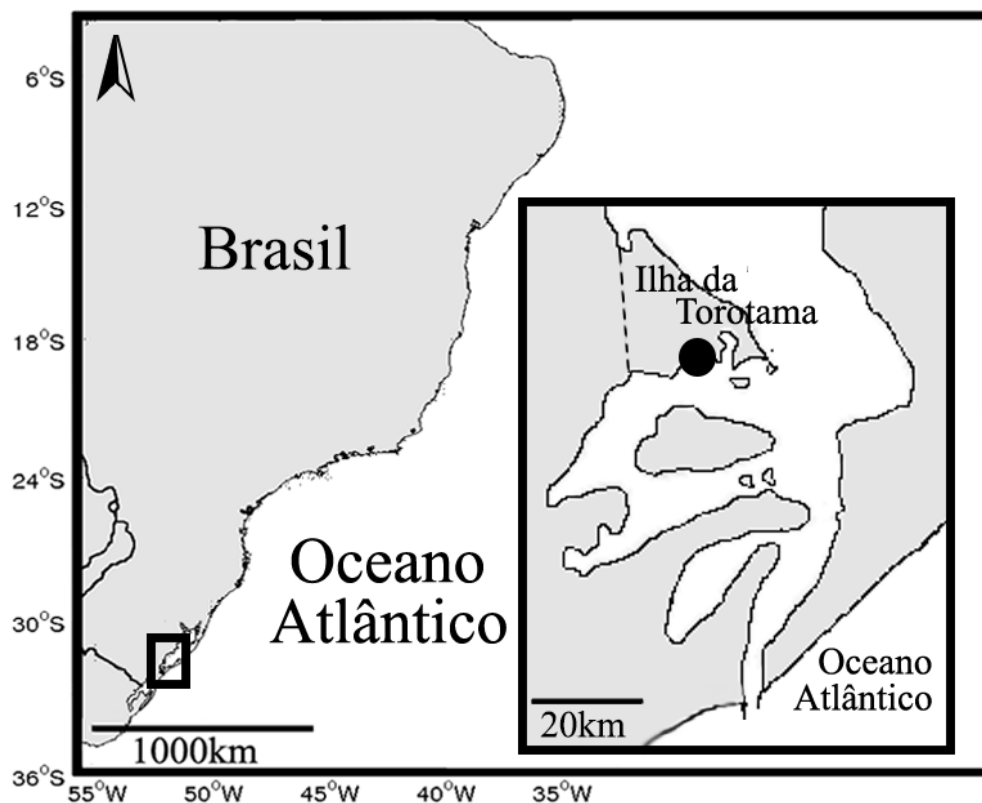 6°S
12°S
18°S
24°S
30°S
36°S
55°W
50°W
45°W
40°W
35°W
Brasil
Oceano
Atlântico
1000km
Ilha da
Torotama
Oceano
Atlântico
20km